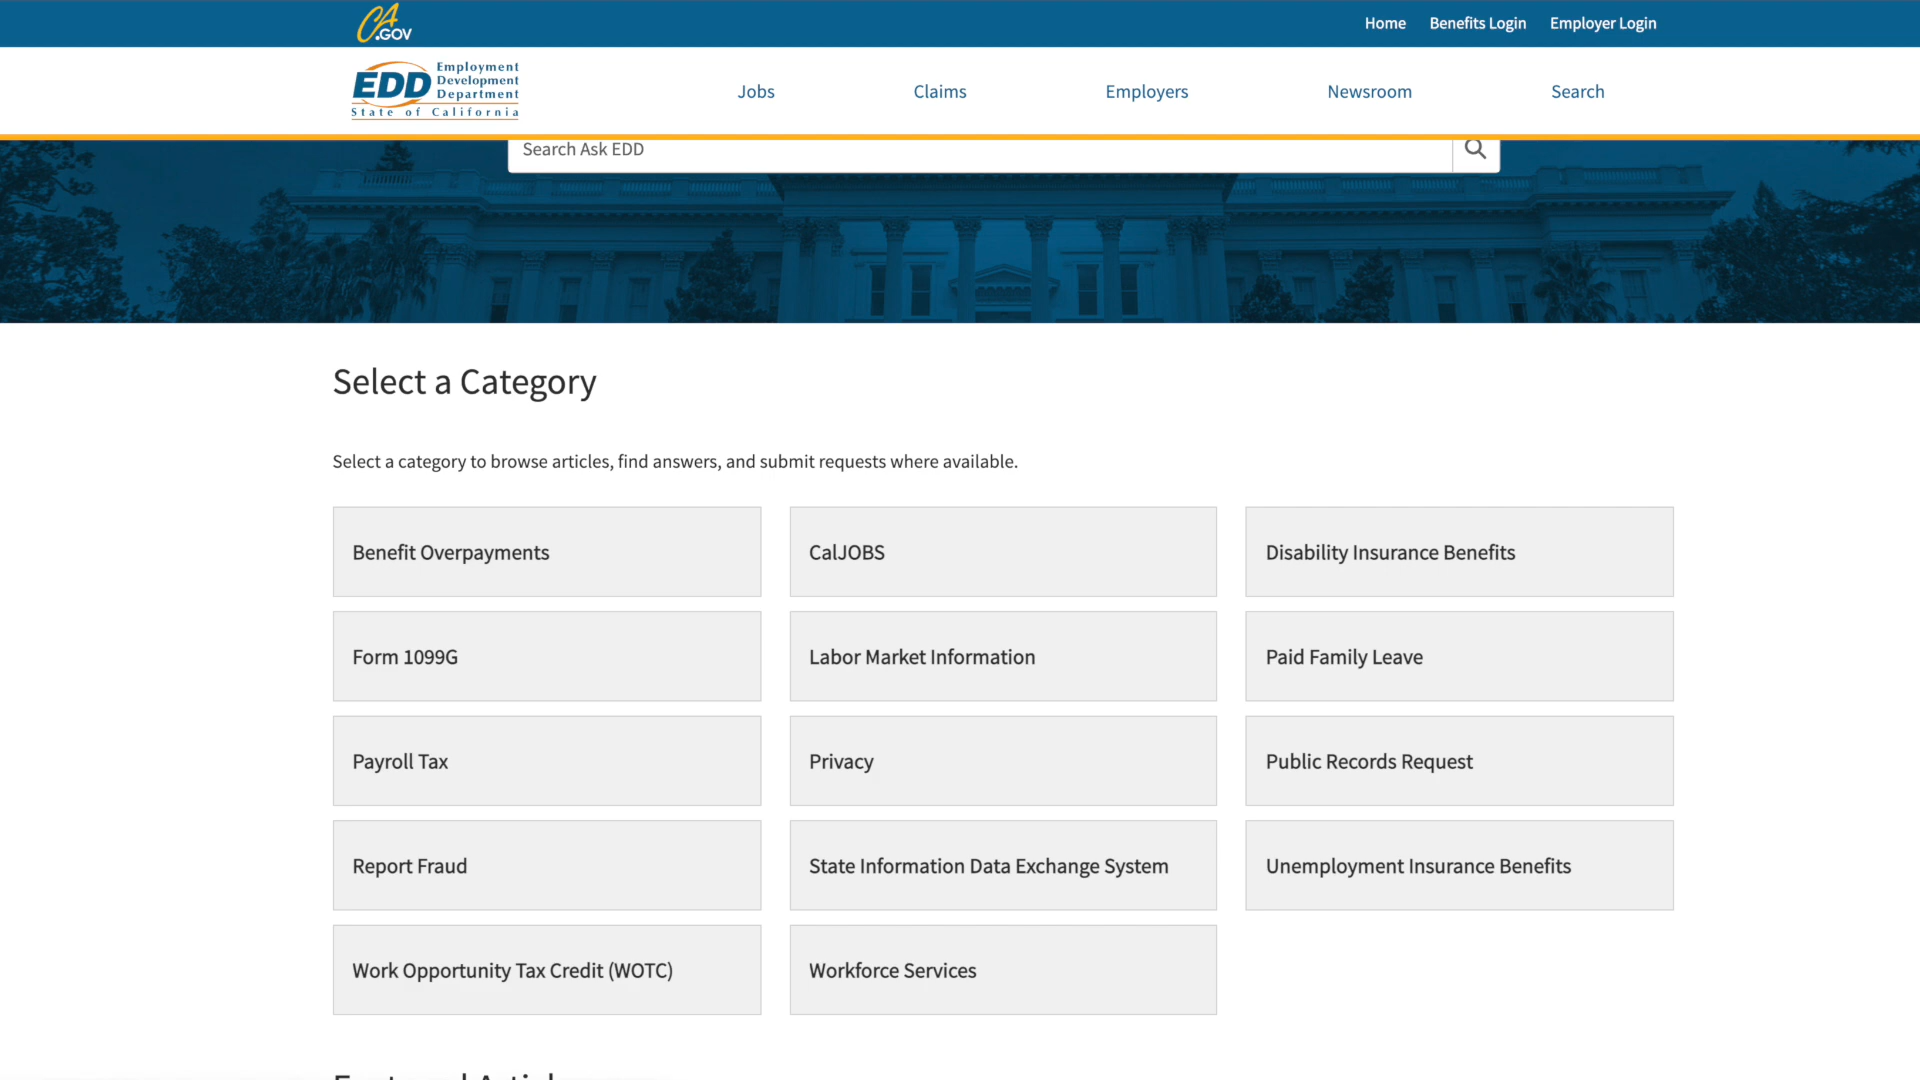 CA.GOV
Home Benefits Login Employer Login
EDD Employment
Development
Department
State of California
Jobs Claims Employers Newsroom Search
Search Ask EDD
Select a Category
Select a category to browse articles, find answers, and submit requests where available.
Benefit Overpayments CalJOBS Disability Insurance Benefits
Form 1099G Labor Market Information Paid Family Leave
Payroll Tax Privacy Public Records Request
Report Fraud State Information Data Exchange System Unemployment Insurance Benefits
Work Opportunity Tax Credit (WOTC) Workforce Services